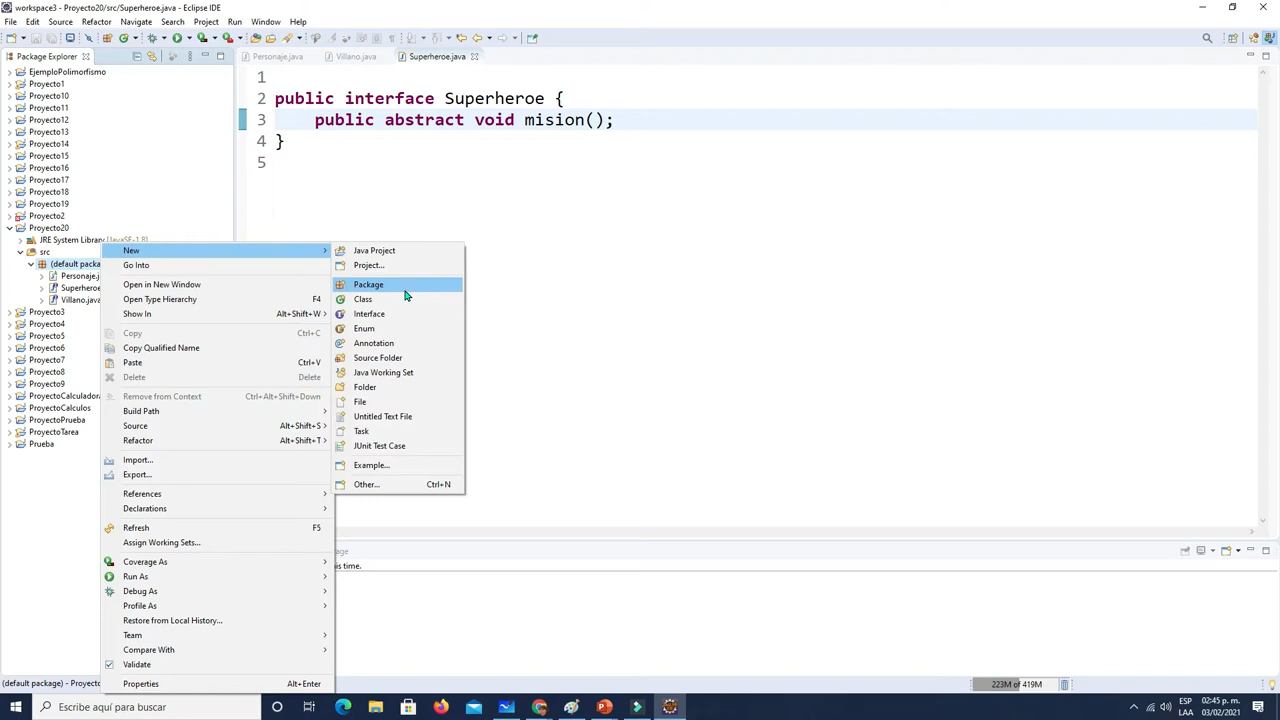 workspace3 - Proyecto20/src/Superheroe.java - Eclipse IDE
File Edit Source Refactor Navigate Search Project Run Window Help
Package Explorer
Personaje.java
Villano.java
Superheroe.java
EjemploPolimorfismo
Proyecto1
Proyecto10
Proyecto11
Proyecto12
Proyecto13
Proyecto14
Proyecto15
Proyecto16
Proyecto17
Proyecto18
Proyecto19
Proyecto2
Proyecto20
JRE System Library [JavaSE-1.8]
src
(default packa
Personaje.j
Superheroe
Villano.jav
Proyecto3
Proyecto4
Proyecto5
Proyecto6
Proyecto7
Proyecto8
Proyecto9
ProyectoCalculadora
ProyectoCalculos
ProyectoPrueba
ProyectoTarea
Prueba
1
2 public interface Superheroe {
3 public abstract void mision();
4 }
5
New
Go Into
Open in New Window
Open Type Hierarchy F4
Show In Alt+Shift+W
Copy Ctrl+C
Copy Qualified Name
Paste Ctrl+V
Delete Delete
Remove from Context Ctrl+Alt+Shift+Down
Build Path
Source Alt+Shift+S
Refactor Alt+Shift+T
Import...
Export...
References
Declarations
Refresh F5
Assign Working Sets...
Coverage As
Run As
Debug As
Profile As
Restore from Local History...
Team
Compare With
Validate
Properties Alt+Enter
Java Project
Project...
Package
Class
Interface
Enum
Annotation
Source Folder
Java Working Set
Folder
File
Untitled Text File
Task
JUnit Test Case
Example...
Other... Ctrl+N
age
is time.
(default package) - Proyecto
223M of 419M
Escribe aquí para buscar
ESP
LAA
02:45 p. m.
03/02/2021